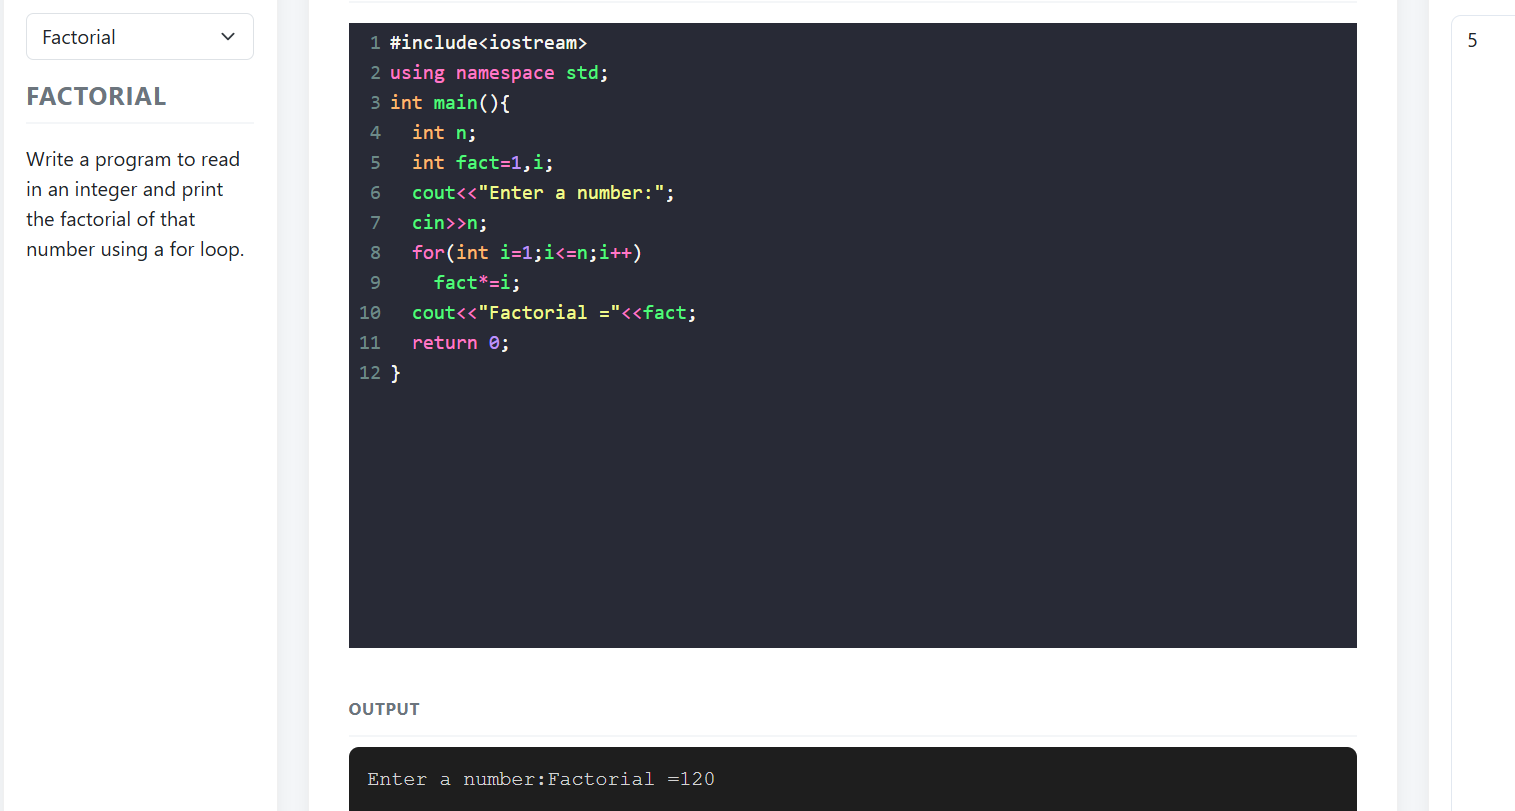 Factorial
FACTORIAL
Write a program to read
in an integer and print
the factorial of that
number using a for loop.
1 #include<iostream>
2 using namespace std;
3 int main(){
4   int n;
5   int fact=1,i;
6   cout<<"Enter a number:";
7   cin>>n;
8   for(int i=1;i<=n;i++)
9     fact*=i;
10   cout<<"Factorial ="<<fact;
11   return 0;
12 }
OUTPUT
Enter a number:Factorial =120
5